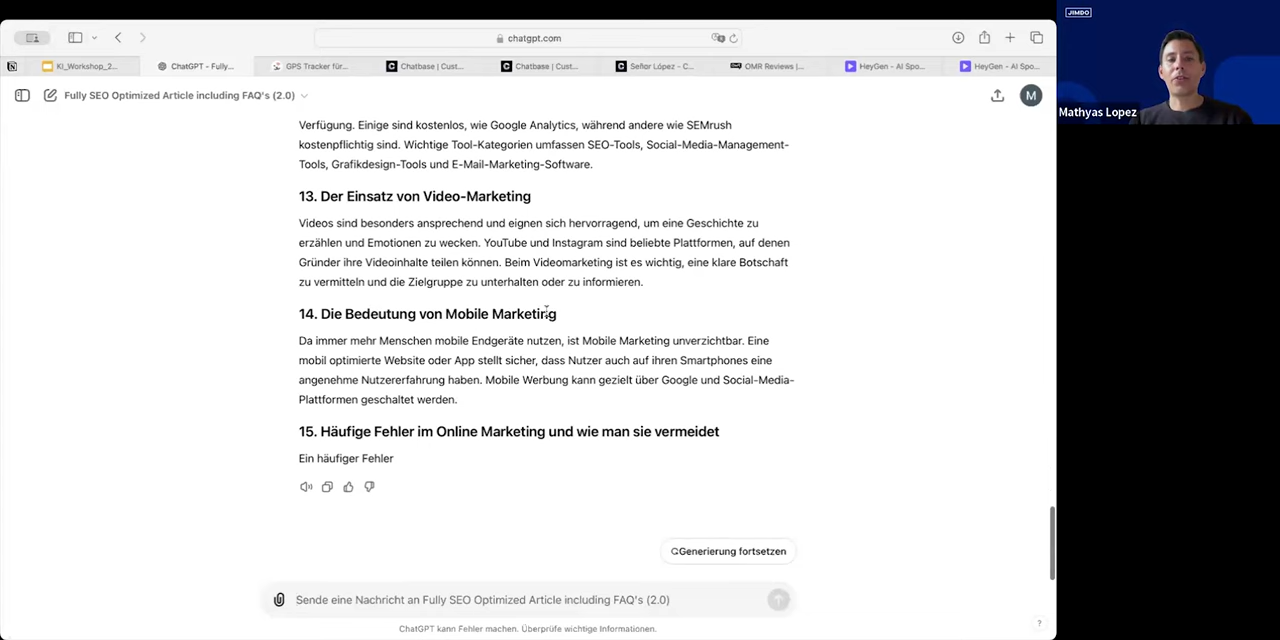 JIMDO
chatgpt.com
KI_Workshop_2...
ChatGPT - Fully...
GPS Tracker für...
Chatbase | Cust...
Chatbase | Cust...
Señor López - C...
OMR Reviews |...
HeyGen - AI Spo...
HeyGen - AI Spo...
Fully SEO Optimized Article including FAQ's (2.0)
M
Mathyas Lopez
Verfügung. Einige sind kostenlos, wie Google Analytics, während andere wie SEMrush
kostenpflichtig sind. Wichtige Tool-Kategorien umfassen SEO-Tools, Social-Media-Management-
Tools, Grafikdesign-Tools und E-Mail-Marketing-Software.
13. Der Einsatz von Video-Marketing
Videos sind besonders ansprechend und eignen sich hervorragend, um eine Geschichte zu
erzählen und Emotionen zu wecken. YouTube und Instagram sind beliebte Plattformen, auf denen
Gründer ihre Videoinhalte teilen können. Beim Videomarketing ist es wichtig, eine klare Botschaft
zu vermitteln und die Zielgruppe zu unterhalten oder zu informieren.
14. Die Bedeutung von Mobile Marketing
Da immer mehr Menschen mobile Endgeräte nutzen, ist Mobile Marketing unverzichtbar. Eine
mobil optimierte Website oder App stellt sicher, dass Nutzer auch auf ihren Smartphones eine
angenehme Nutzererfahrung haben. Mobile Werbung kann gezielt über Google und Social-Media-
Plattformen geschaltet werden.
15. Häufige Fehler im Online Marketing und wie man sie vermeidet
Ein häufiger Fehler
Generierung fortsetzen
Sende eine Nachricht an Fully SEO Optimized Article including FAQ's (2.0)
ChatGPT kann Fehler machen. Überprüfe wichtige Informationen.
?